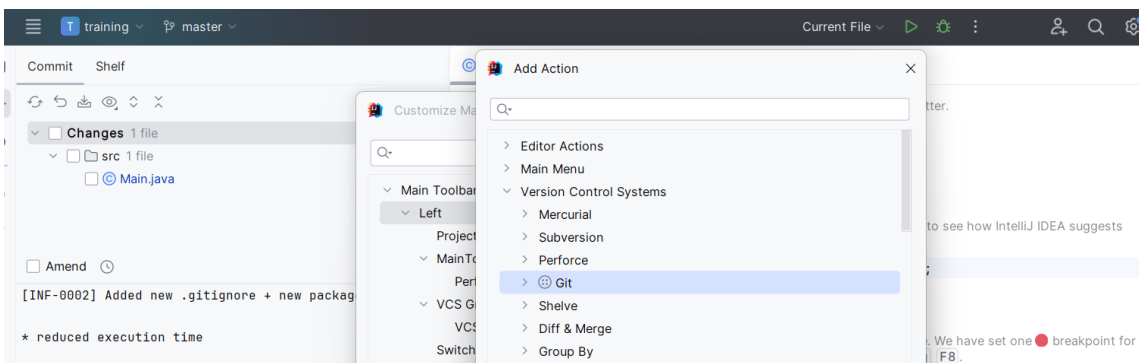 T training master Current File
Commit Shelf
Changes 1 file
src 1 file
Main.java
Amend
[INF-0002] Added new .gitignore + new packag
* reduced execution time
Customize Ma
Main Toolbar
Left
Project
MainTo
Per
VCS G
VCS
Switch
Add Action
Editor Actions
Main Menu
Version Control Systems
Mercurial
Subversion
Perforce
Git
Shelve
Diff & Merge
Group By
tter.
to see how IntelliJ IDEA suggests
;
. We have set one breakpoint for
F8.